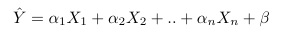 Ŷ = α₁X₁ + α₂X₂ + .. + αₙXₙ + β